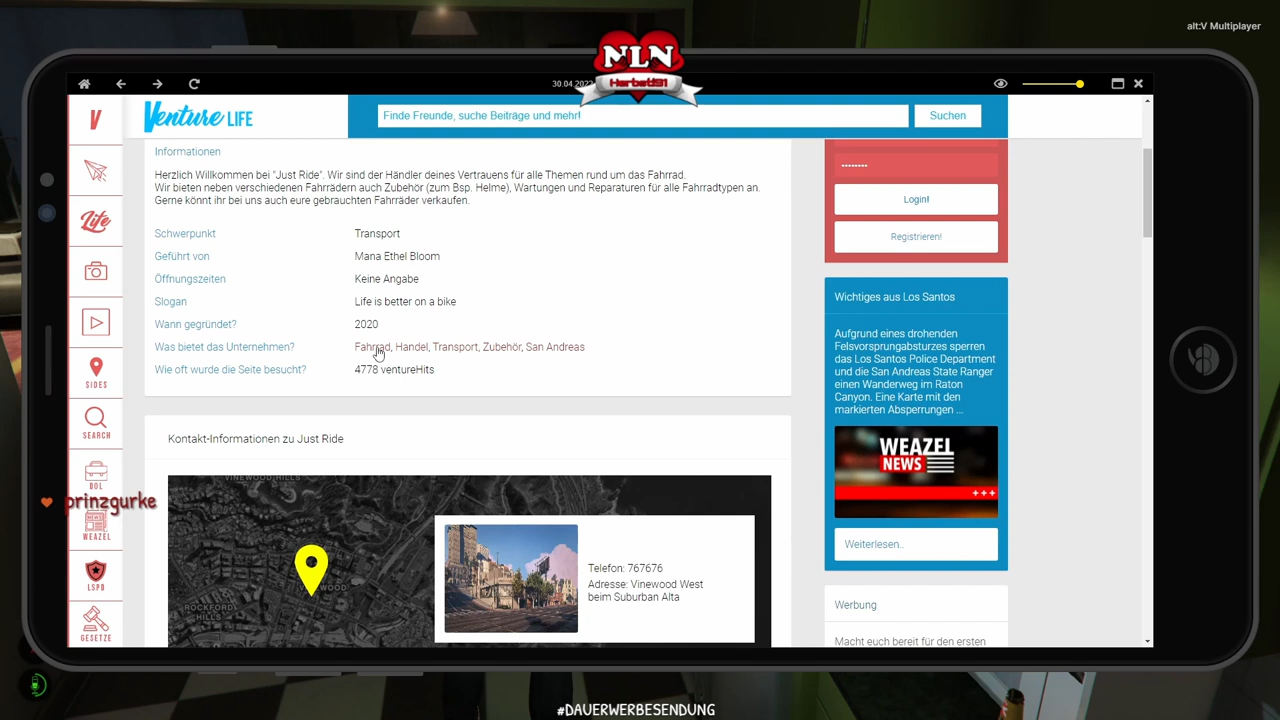 alt:V Multiplayer
NLN
Herbett91
30.04.202
V
Venture LIFE
Finde Freunde, suche Beiträge und mehr!
Suchen
Informationen
Herzlich Willkommen bei "Just Ride". Wir sind der Händler deines Vertrauens für alle Themen rund um das Fahrrad.
Wir bieten neben verschiedenen Fahrrädern auch Zubehör (zum Bsp. Helme), Wartungen und Reparaturen für alle Fahrradtypen an.
Gerne könnt ihr bei uns auch eure gebrauchten Fahrräder verkaufen.
Schwerpunkt Transport
Geführt von Mana Ethel Bloom
Öffnungszeiten Keine Angabe
Slogan Life is better on a bike
Wann gegründet? 2020
Was bietet das Unternehmen? Fahrrad, Handel, Transport, Zubehör, San Andreas
Wie oft wurde die Seite besucht? 4778 ventureHits
Kontakt-Informationen zu Just Ride
VINEWOOD HILLS
VINEWOOD
ROCKFORD
HILLS
Telefon: 767676
Adresse: Vinewood West
beim Suburban Alta
Login!
Registrieren!
Wichtiges aus Los Santos
Aufgrund eines drohenden
Felsvorsprungabsturzes sperren
das Los Santos Police Department
und die San Andreas State Ranger
einen Wanderweg im Raton
Canyon. Eine Karte mit den
markierten Absperrungen ...
WEAZEL
NEWS
Weiterlesen..
Werbung
Macht euch bereit für den ersten
Life
SIDES
SEARCH
prinzgurke
NEWS
WEAZEL
LSPD
GESETZE
#DAUERWERBESENDUNG